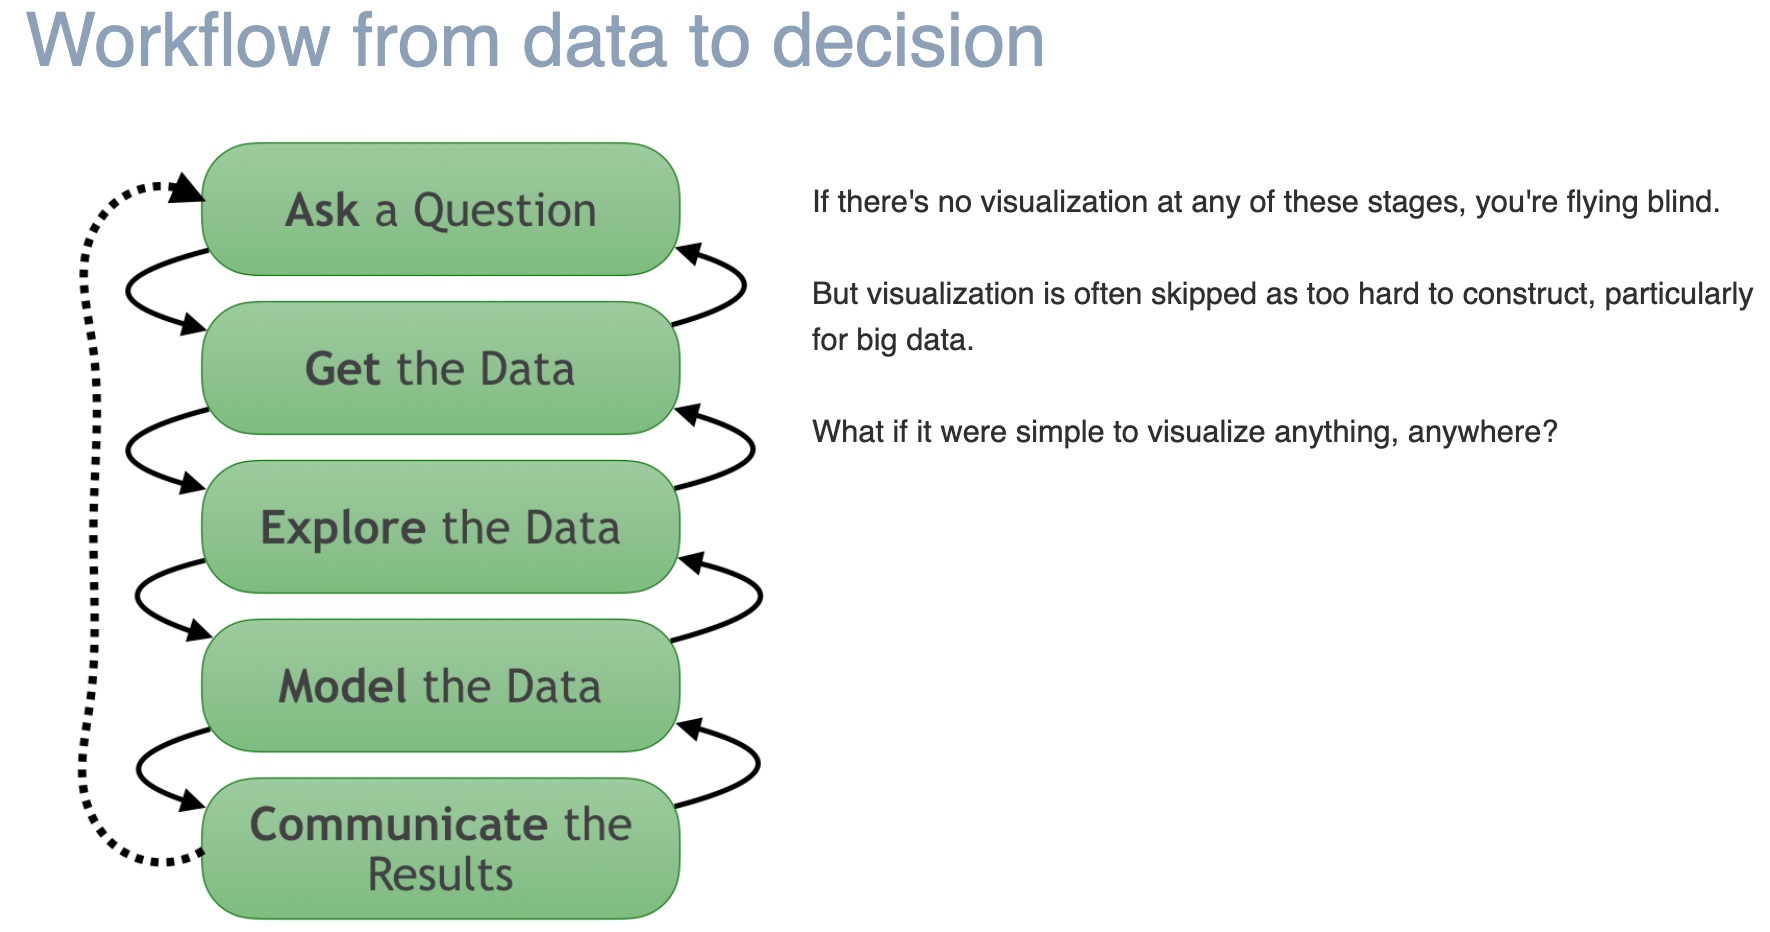 Workflow from data to decision
Ask a Question
Get the Data
Explore the Data
Model the Data
Communicate the
Results
If there's no visualization at any of these stages, you're flying blind.
But visualization is often skipped as too hard to construct, particularly
for big data.
What if it were simple to visualize anything, anywhere?